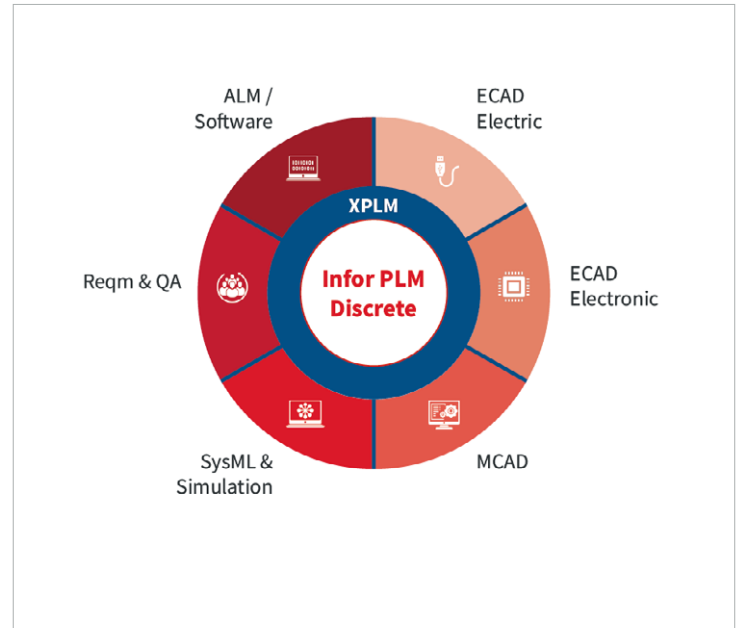 ALM /
Software
ECAD
Electric
XPLM
Infor PLM
Discrete
Reqm & QA
ECAD
Electronic
SysML &
Simulation
MCAD